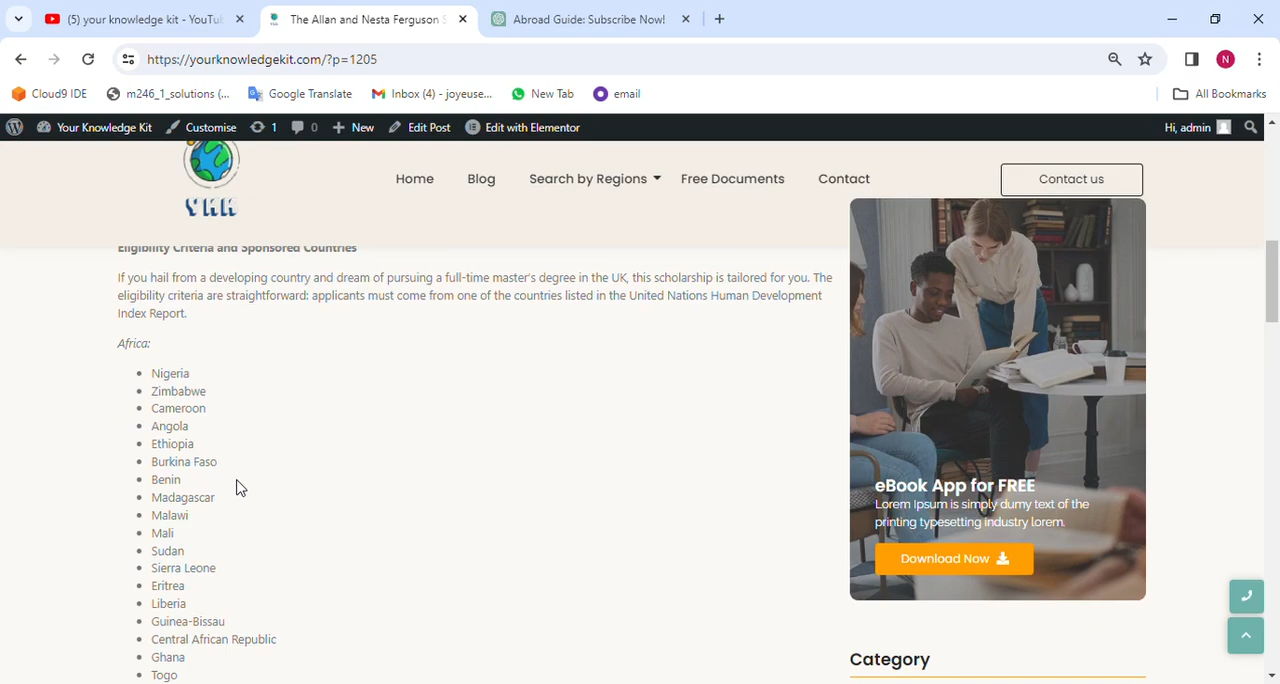 (5) your knowledge kit - YouTu
The Allan and Nesta Ferguson S
Abroad Guide: Subscribe Now!
https://yourknowledgekit.com/?p=1205
Cloud9 IDE
m246_1_solutions (...
Google Translate
Inbox (4) - joyeuse...
New Tab
email
All Bookmarks
Your Knowledge Kit
Customise
1
0
New
Edit Post
Edit with Elementor
Hi, admin
N
YKK
Home
Blog
Search by Regions
Free Documents
Contact
Contact us
Eligibility Criteria and Sponsored Countries
If you hail from a developing country and dream of pursuing a full-time master's degree in the UK, this scholarship is tailored for you. The
eligibility criteria are straightforward: applicants must come from one of the countries listed in the United Nations Human Development
Index Report.
Africa:
Nigeria
Zimbabwe
Cameroon
Angola
Ethiopia
Burkina Faso
Benin
Madagascar
Malawi
Mali
Sudan
Sierra Leone
Eritrea
Liberia
Guinea-Bissau
Central African Republic
Ghana
Togo
eBook App for FREE
Lorem Ipsum is simply dumy text of the
printing typesetting industry lorem.
Download Now
Category